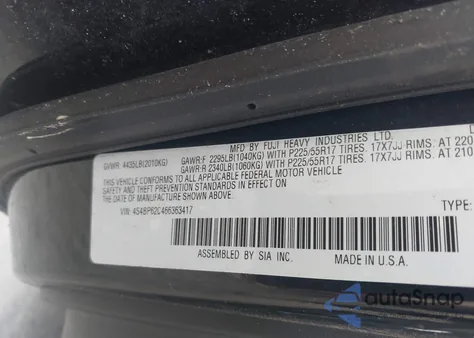 MFD. BY FUJI HEAVY INDUSTRIES LTD.
GVWR. 4435LB(2010KG) GAWR:F 2295LB(1040KG) WITH P225/55R17 TIRES. 17X7JJ RIMS. AT 220
GAWR:R 2340LB(1060KG) WITH P225/55R17 TIRES. 17X7JJ RIMS. AT 210
THIS VEHICLE CONFORMS TO ALL APPLICABLE FEDERAL MOTOR VEHICLE
SAFETY AND THEFT PREVENTION STANDARDS IN EFFECT ON
THE DATE OF MANUFACTURE SHOWN ABOVE.
VIN: 4S4BP62C466363417 TYPE:
ASSEMBLED BY SIA INC. MADE IN U.S.A.
autoSnap